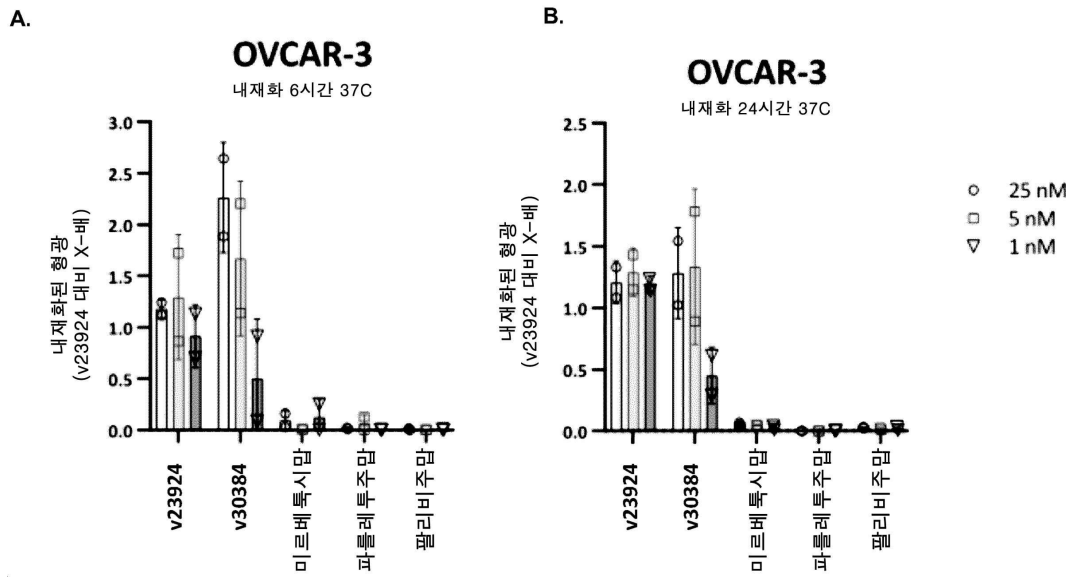 A.
OVCAR-3
내재화 6시간 37C
내재화된 형광
(v23924 대비 X-배)
3.0
2.5
2.0
1.5
1.0
0.5
0.0
v23924
v30384
미르베툭시맙
파를레투주맙
팔리비주맙
B.
OVCAR-3
내재화 24시간 37C
내재화된 형광
(v23924 대비 X-배)
2.5
2.0
1.5
1.0
0.5
0.0
v23924
v30384
미르베툭시맙
파를레투주맙
팔리비주맙
25 nM
5 nM
1 nM